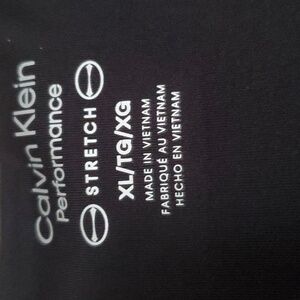 Calvin Klein
Performance
STRETCH
XL/TG/XG
MADE IN VIETNAM
FABRIQUÉ AU VIETNAM
HECHO EN VIETNAM